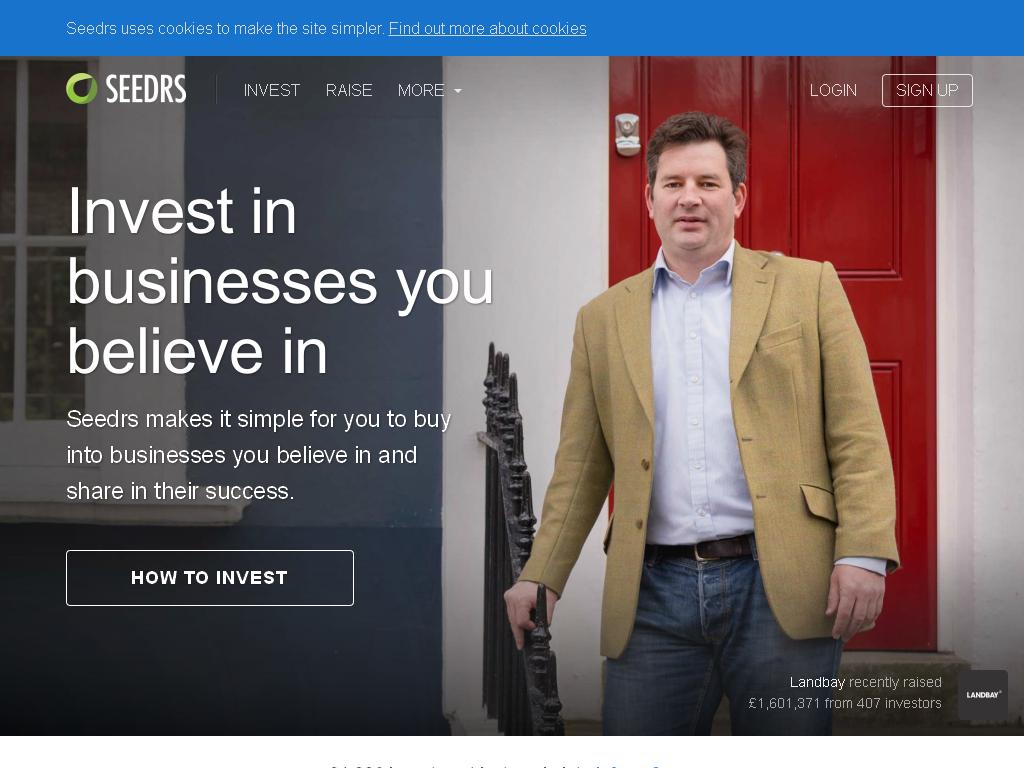 Seedrs uses cookies to make the site simpler. Find out more about cookies
SEEDRS
INVEST
RAISE
MORE
LOGIN
SIGN UP
Invest in
businesses you
believe in
Seedrs makes it simple for you to buy
into businesses you believe in and
share in their success.
HOW TO INVEST
Landbay recently raised
£1,601,371 from 407 investors
LANDBAY